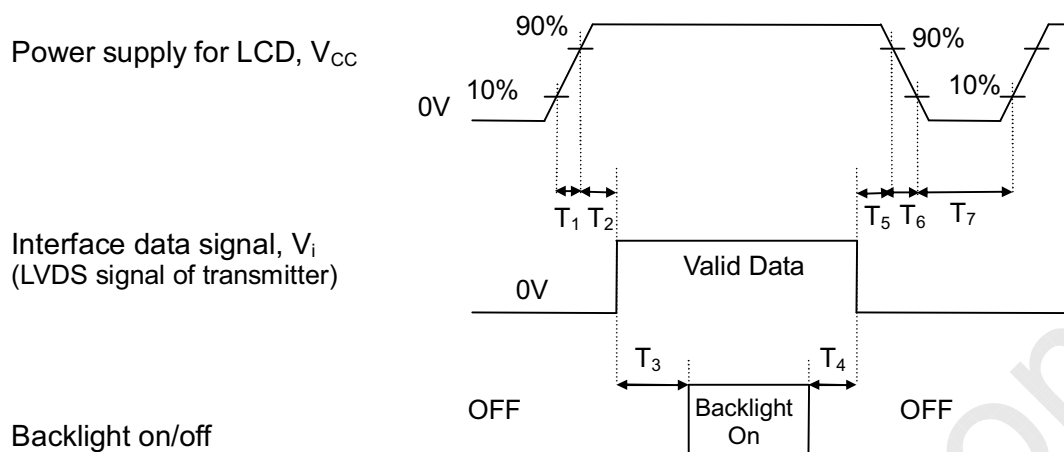 Power supply for LCD, VCC
90%
10%
0V
90%
10%
T1
T2
T5
T6
T7
Interface data signal, Vi
(LVDS signal of transmitter)
Valid Data
0V
T3
T4
OFF
Backlight
On
OFF
Backlight on/off